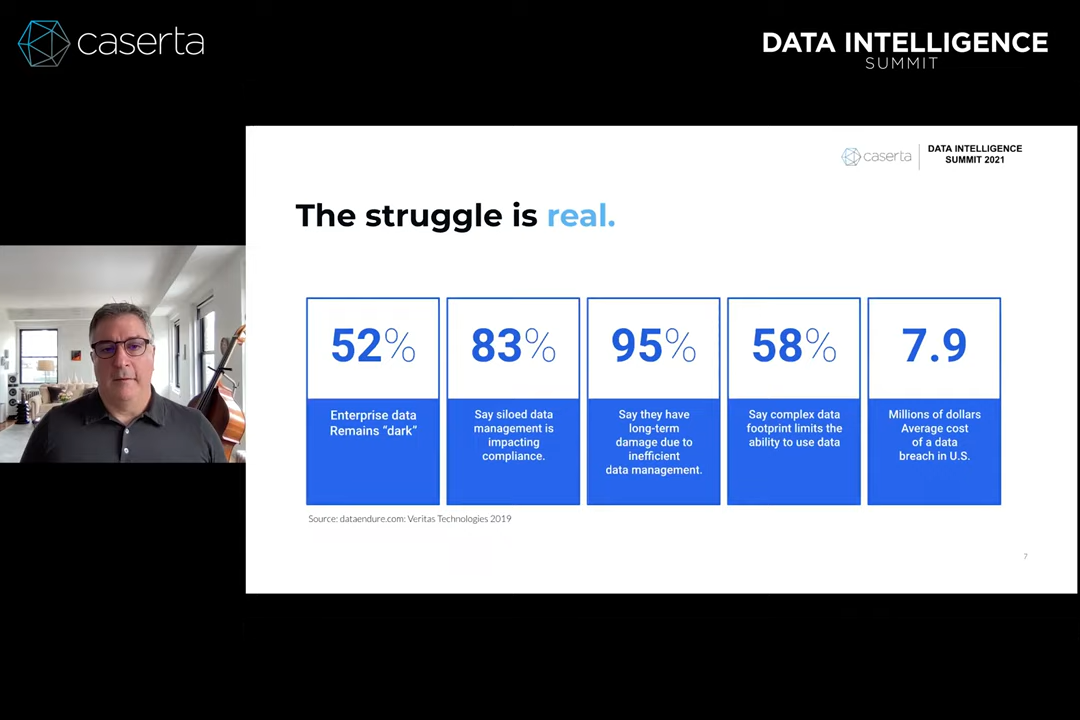 caserta
DATA INTELLIGENCE
SUMMIT
caserta
DATA INTELLIGENCE
SUMMIT 2021
The struggle is real.
52%
Enterprise data
Remains “dark”
83%
Say siloed data
management is
impacting
compliance.
95%
Say they have
long-term
damage due to
inefficient
data management.
58%
Say complex data
footprint limits the
ability to use data
7.9
Millions of dollars
Average cost
of a data
breach in U.S.
Source: dataendure.com: Veritas Technologies 2019
7